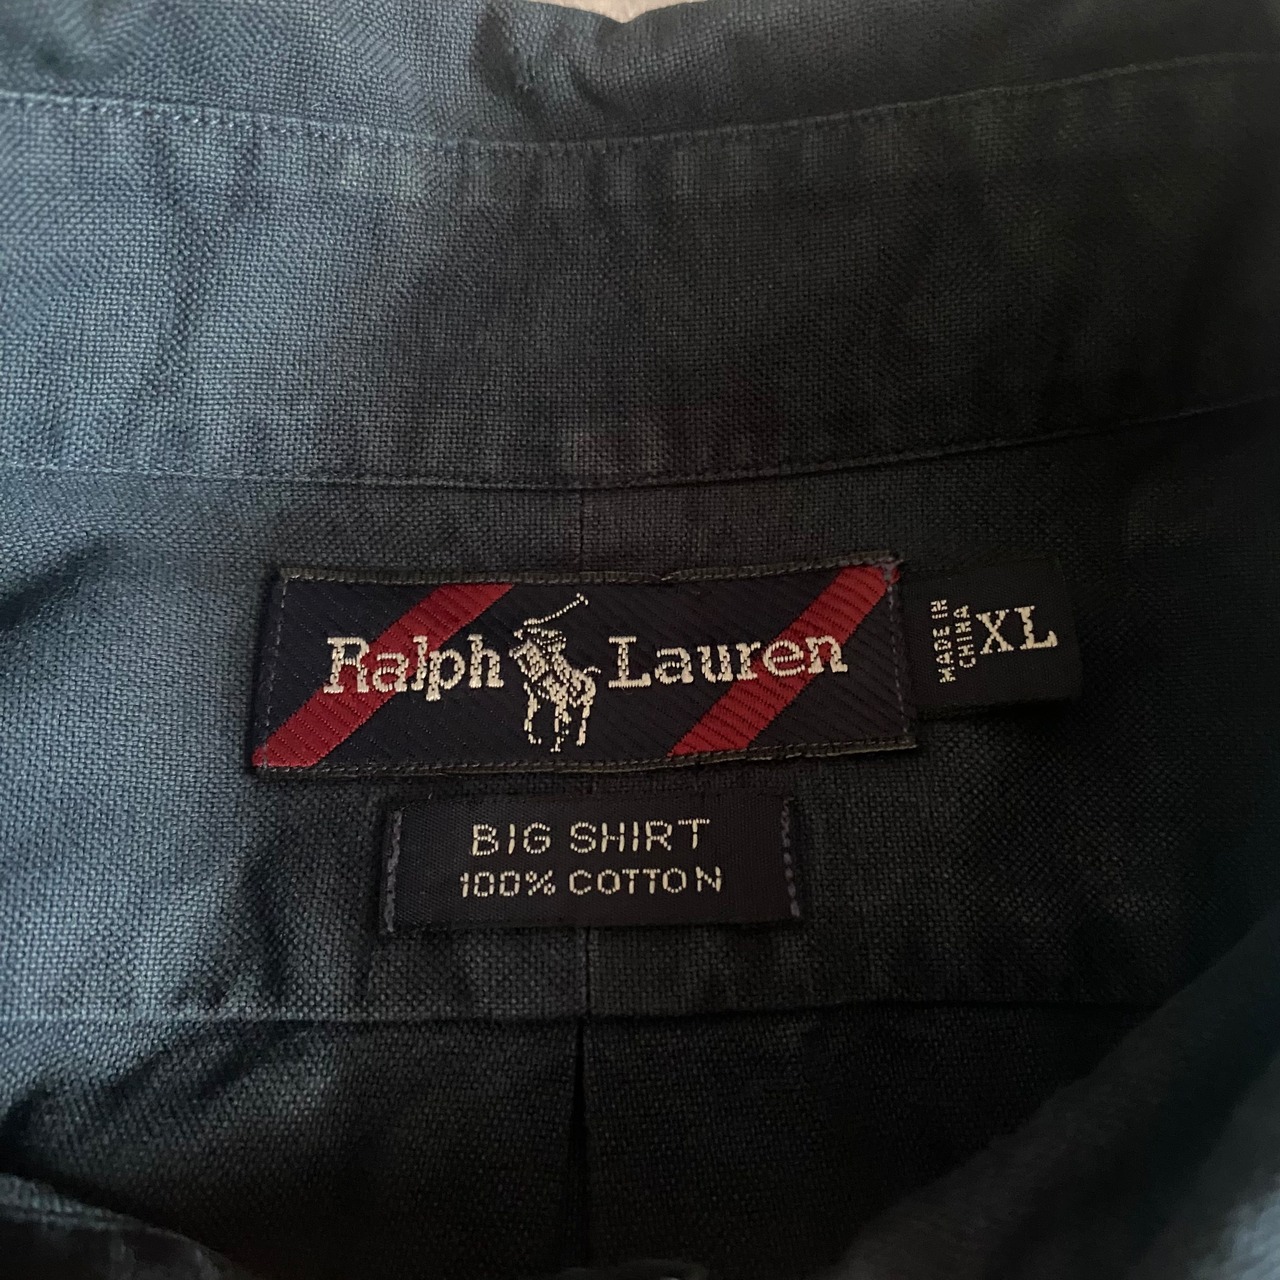 Ralph Lauren
MADE IN
CHINA
XL
BIG SHIRT
100% COTTON